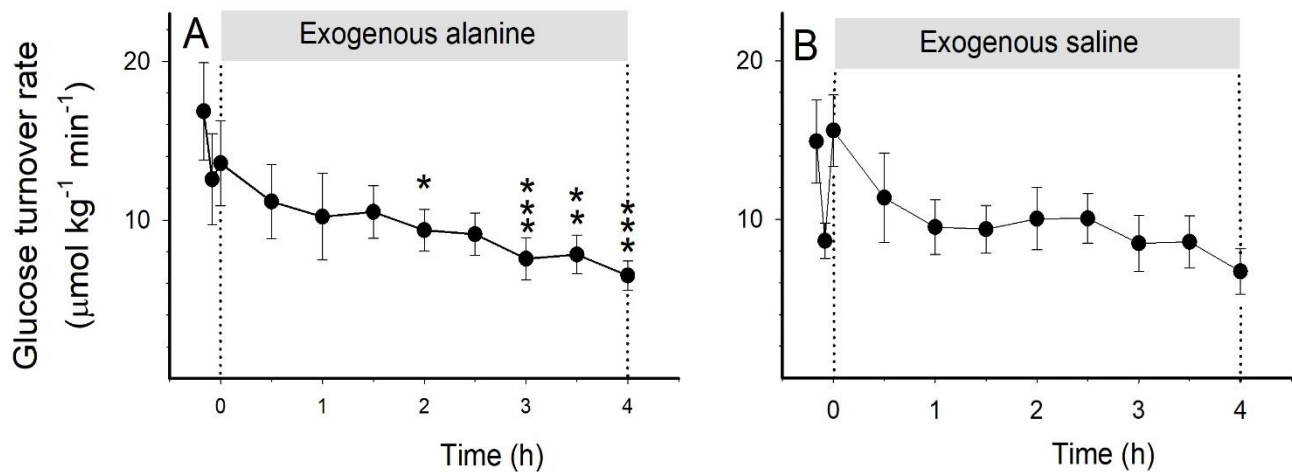 A
Exogenous alanine
20
10
*
***
**
***
0 1 2 3 4
Time (h)
Glucose turnover rate
(μmol kg⁻¹ min⁻¹)
B
Exogenous saline
20
10
0 1 2 3 4
Time (h)